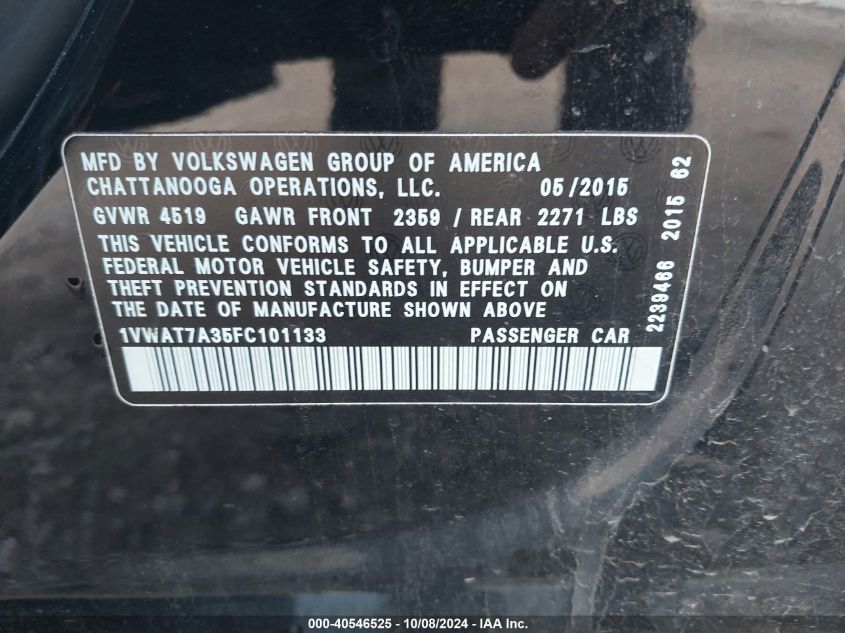 MFD BY VOLKSWAGEN GROUP OF AMERICA
CHATTANOOGA OPERATIONS, LLC. 05/2015
GVWR 4519 GAWR FRONT 2359 / REAR 2271 LBS
THIS VEHICLE CONFORMS TO ALL APPLICABLE U.S.
FEDERAL MOTOR VEHICLE SAFETY, BUMPER AND
THEFT PREVENTION STANDARDS IN EFFECT ON
THE DATE OF MANUFACTURE SHOWN ABOVE
1VWAT7A35FC101133 PASSENGER CAR
2239466 2015 62
000-40546525 - 10/08/2024 - IAA Inc.